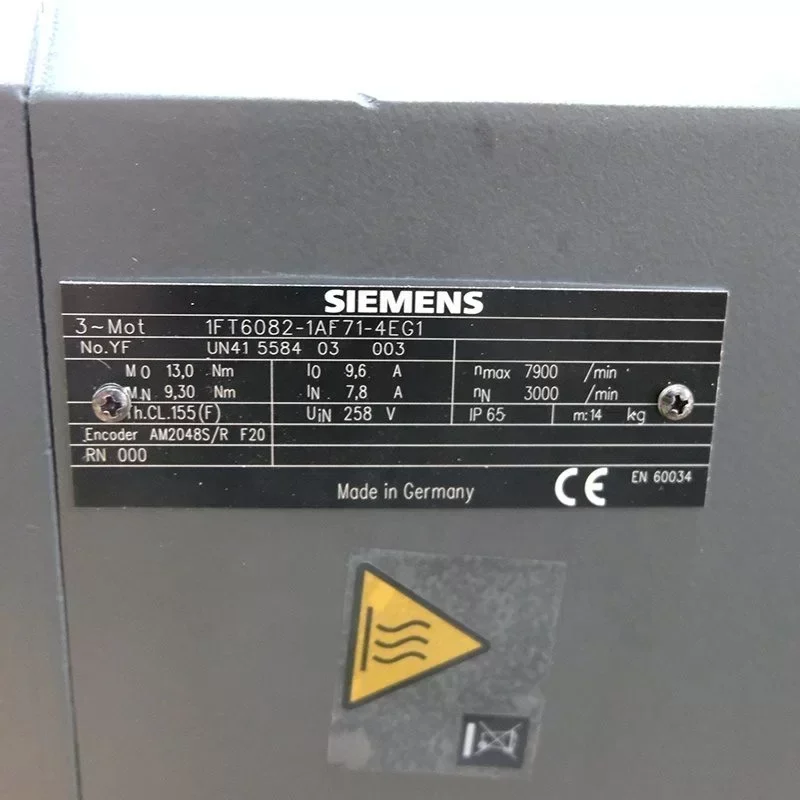 SIEMENS
3~Mot 1FT6082-1AF71-4EG1
No.YF UN41 5584 03 003
M0 13,0 Nm I0 9,6 A nmax 7900 /min
MN 9,30 Nm IN 7,8 A nN 3000 /min
Th.CL.155(F) UIN 258 V IP 65 m:14 kg
Encoder AM2048S/R F20
RN 000
Made in Germany CE EN 60034